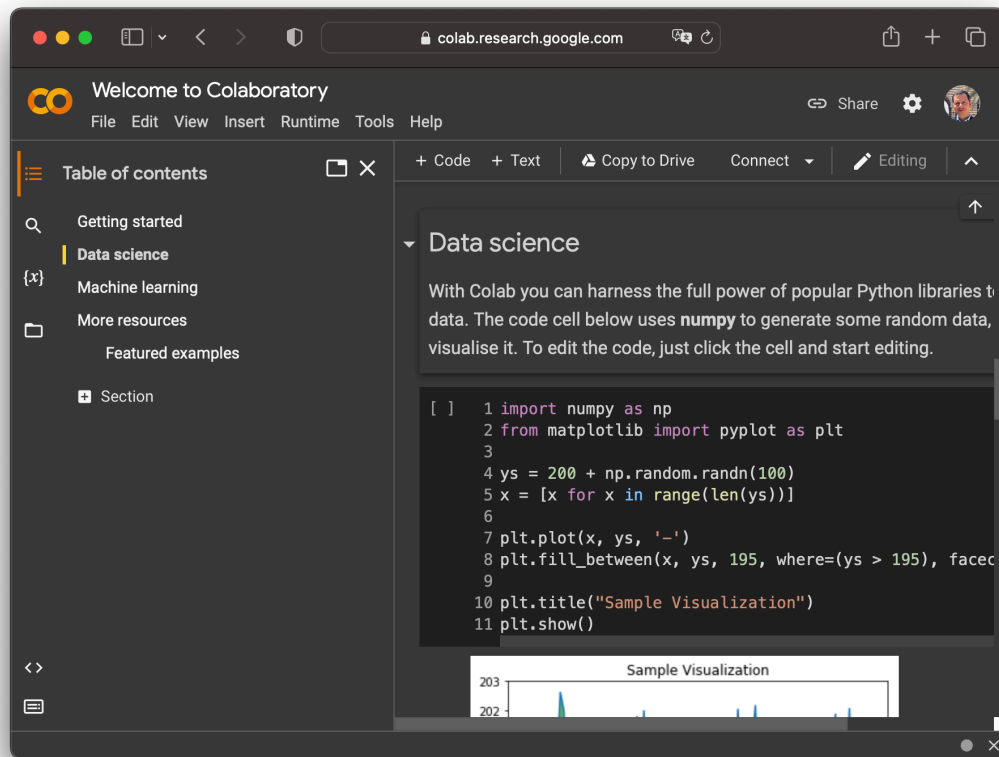 colab.research.google.com
Welcome to Colaboratory
File Edit View Insert Runtime Tools Help
Share
Table of contents
Getting started
Data science
Machine learning
More resources
Featured examples
Section
{x}
+ Code + Text Copy to Drive Connect Editing
Data science
With Colab you can harness the full power of popular Python libraries
data. The code cell below uses numpy to generate some random data,
visualise it. To edit the code, just click the cell and start editing.
[ ] 1 import numpy as np
2 from matplotlib import pyplot as plt
3
4 ys = 200 + np.random.randn(100)
5 x = [x for x in range(len(ys))]
6
7 plt.plot(x, ys, '-')
8 plt.fill_between(x, ys, 195, where=(ys > 195), facec
9
10 plt.title("Sample Visualization")
11 plt.show()
Sample Visualization
203
202